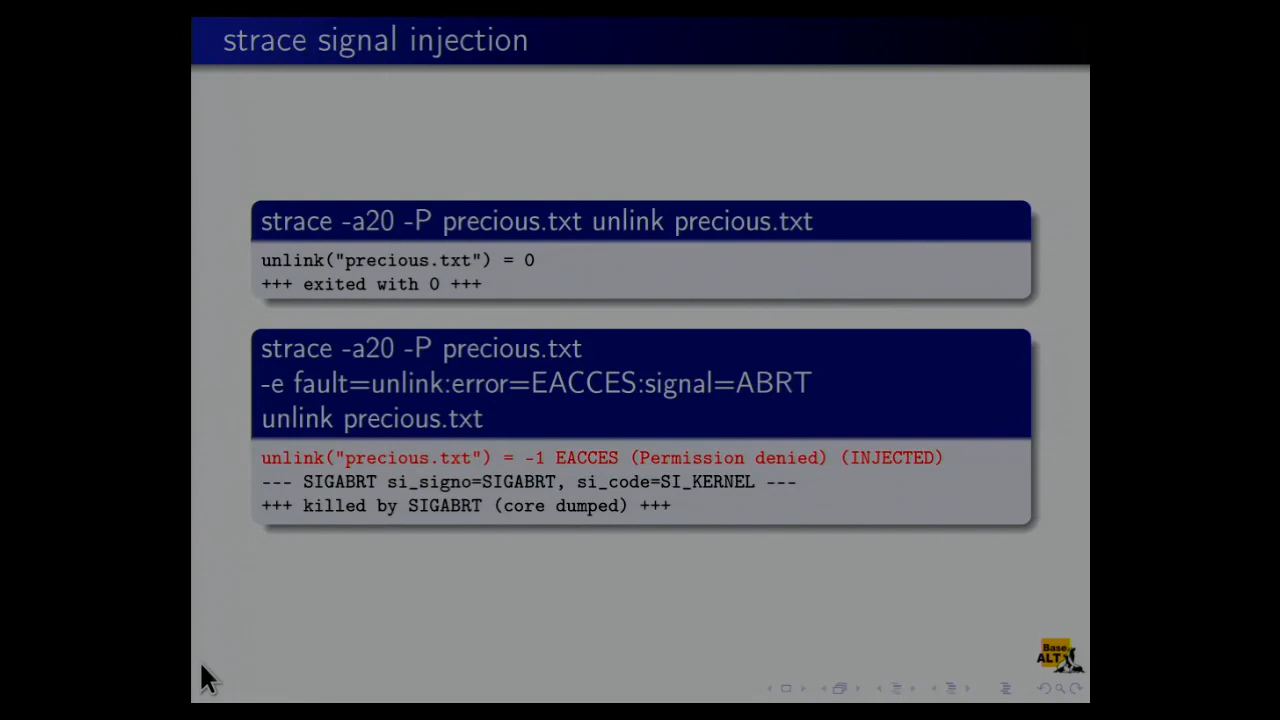 strace signal injection
strace -a20 -P precious.txt unlink precious.txt
unlink("precious.txt") = 0
+++ exited with 0 +++
strace -a20 -P precious.txt
-e fault=unlink:error=EACCES:signal=ABRT
unlink precious.txt
unlink("precious.txt") = -1 EACCES (Permission denied) (INJECTED)
--- SIGABRT si_signo=SIGABRT, si_code=SI_KERNEL ---
+++ killed by SIGABRT (core dumped) +++
Base
ALT